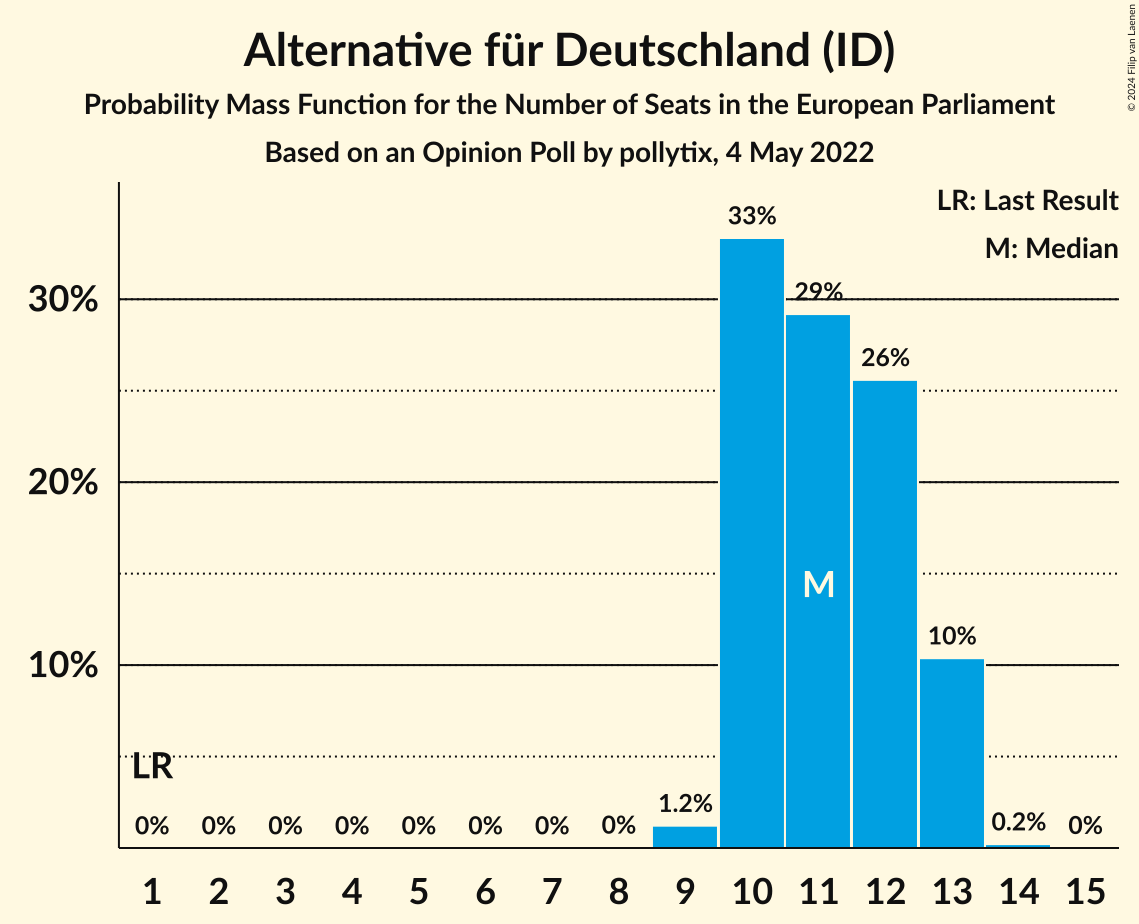 Alternative für Deutschland (ID)
Probability Mass Function for the Number of Seats in the European Parliament
Based on an Opinion Poll by pollytix, 4 May 2022
© 2024 Filip van Laenen
LR: Last Result
M: Median
33%
30%
29%
26%
20%
M
10%
10%
LR
1.2%
0% 0% 0% 0% 0% 0% 0% 0% 0.2% 0%
1 2 3 4 5 6 7 8 9 10 11 12 13 14 15